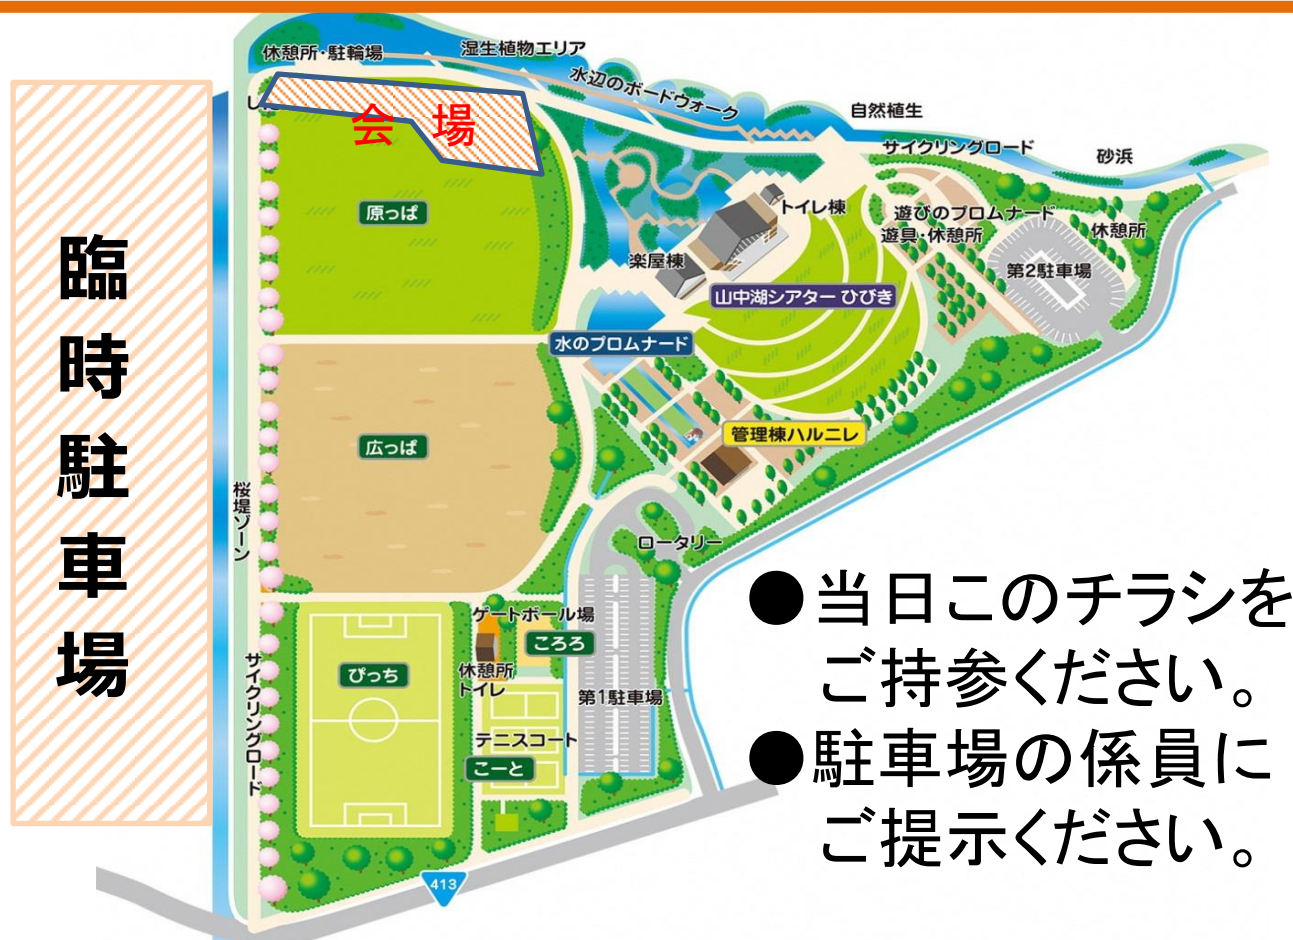 休憩所・駐輪場
湿生植物エリア
水辺のボードウォーク
自然植生
サイクリングロード
砂浜
会 場
原っぱ
トイレ棟
遊びのプロムナード
遊具・休憩所
休憩所
第2駐車場
楽屋棟
山中湖シアター ひびき
水のプロムナード
臨時駐車場
広っぱ
管理棟ハルニレ
桜堤ゾーン
ロータリー
ゲートボール場
ころろ
休憩所
トイレ
ぴっち
第1駐車場
サイクリングロード
テニスコート
こーと
413
●当日このチラシを
ご持参ください。
●駐車場の係員に
ご提示ください。